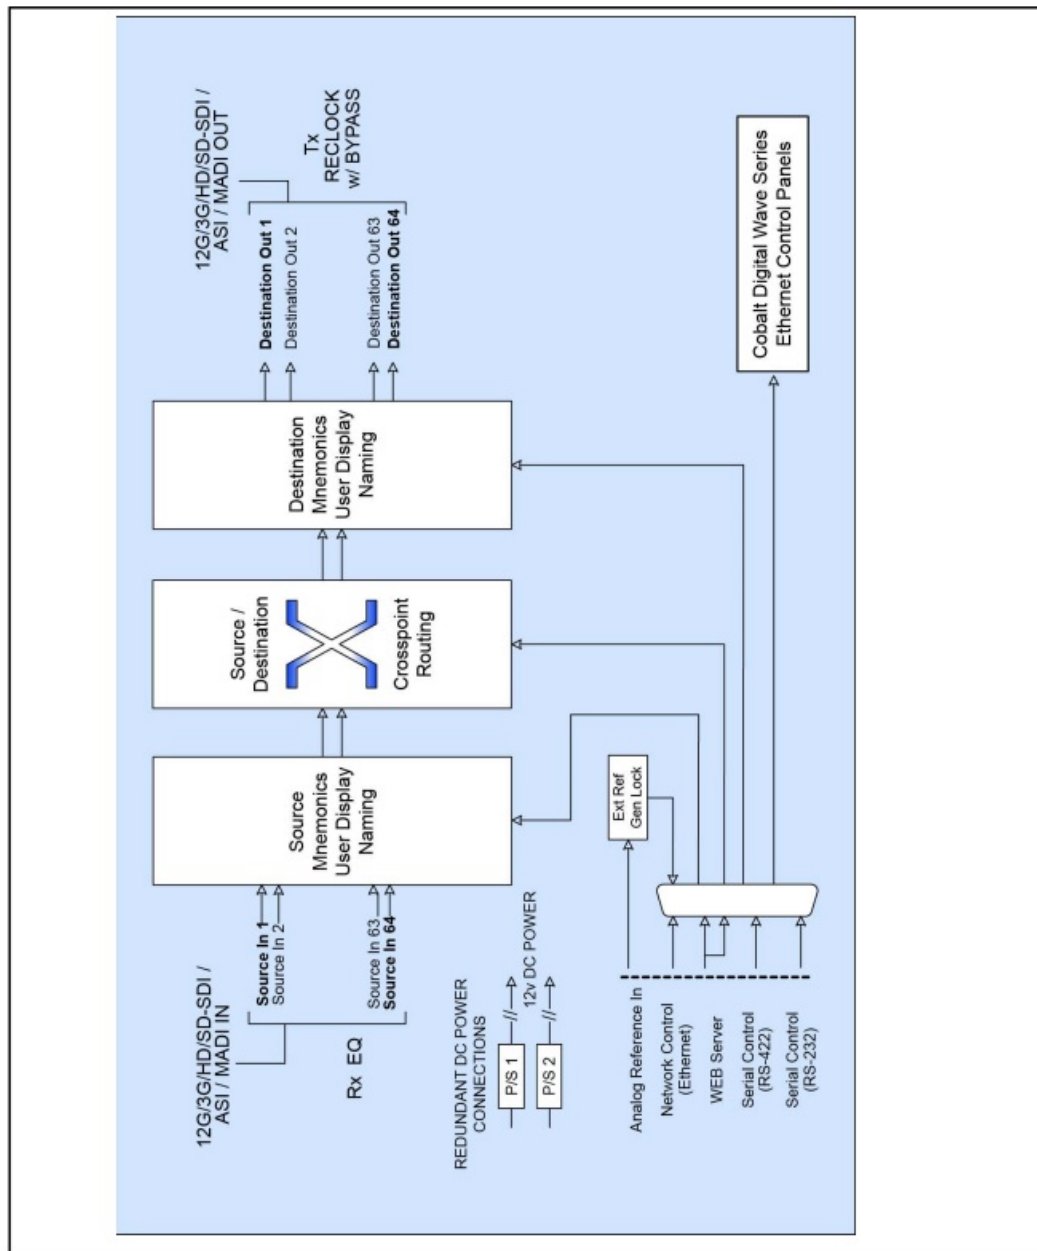 12G/3G/HD/SD-SDI /
ASI / MADI IN
Source In 1
Source In 2
Source In 63
Source In 64
Rx EQ
Source
Mnemonics
User Display
Naming
Source /
Destination
Crosspoint
Routing
Destination
Mnemonics
User Display
Naming
12G/3G/HD/SD-SDI /
ASI / MADI OUT
Destination Out 1
Destination Out 2
Destination Out 63
Destination Out 64
Tx
RECLOCK
w/ BYPASS
REDUNDANT DC POWER
CONNECTIONS
P/S 1
P/S 2
12v DC POWER
Ext Ref
Gen Lock
Analog Reference In
Network Control
(Ethernet)
WEB Server
Serial Control
(RS-422)
Serial Control
(RS-232)
Cobalt Digital Wave Series
Ethernet Control Panels